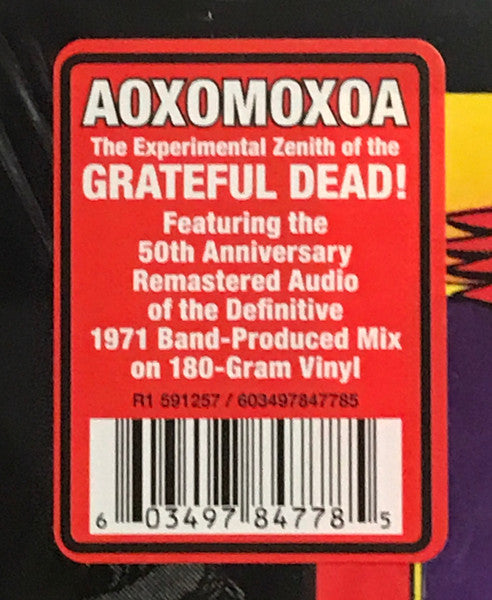 AOXOMOXOA
The Experimental Zenith of the
GRATEFUL DEAD!
Featuring the
50th Anniversary
Remastered Audio
of the Definitive
1971 Band-Produced Mix
on 180-Gram Vinyl
R1 591257 / 603497847785
6 03497 84778 5